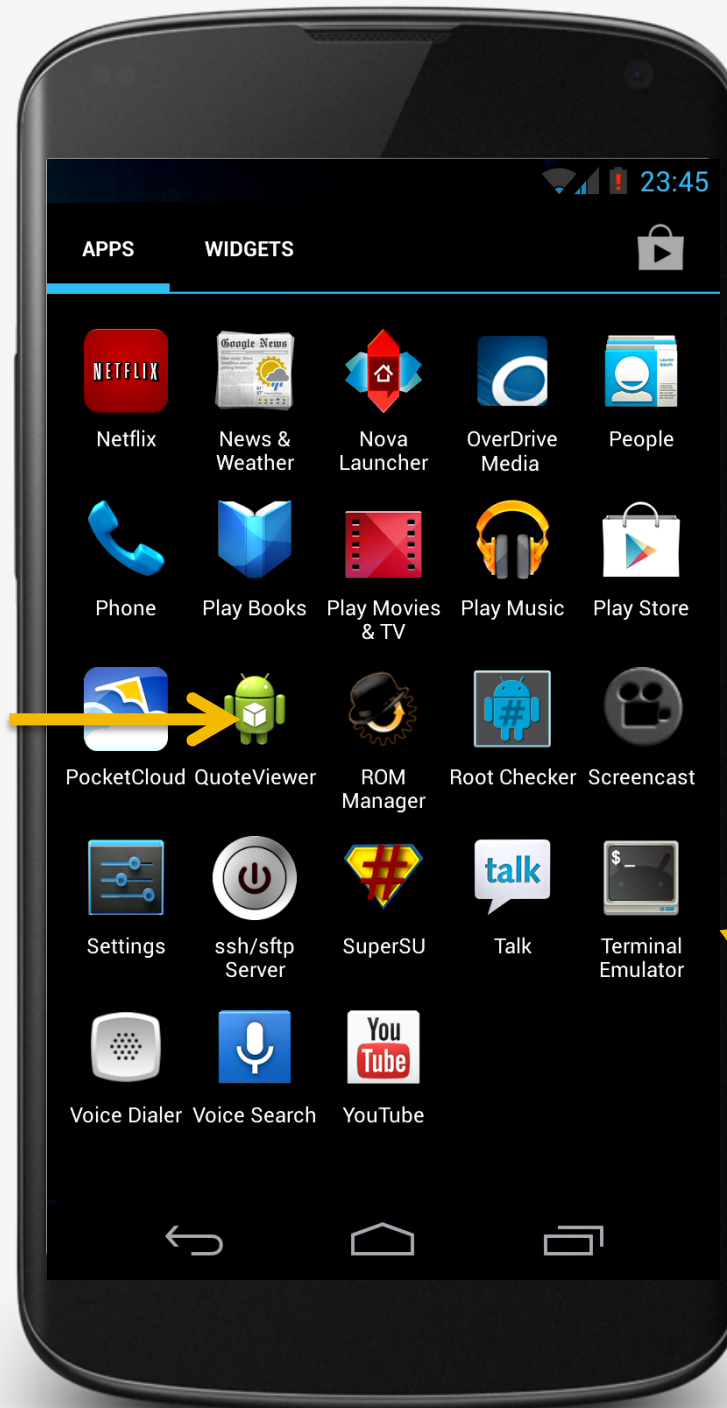 23:45
APPS WIDGETS
NETFLIX Google News
Netflix News & Nova OverDrive People
Weather Launcher Media
Phone Play Books Play Movies Play Music Play Store
& TV
#
PocketCloud QuoteViewer ROM Root Checker Screencast
Manager
# talk $_
Settings ssh/sftp SuperSU Talk Terminal
Server Emulator
You
Tube
Voice Dialer Voice Search YouTube